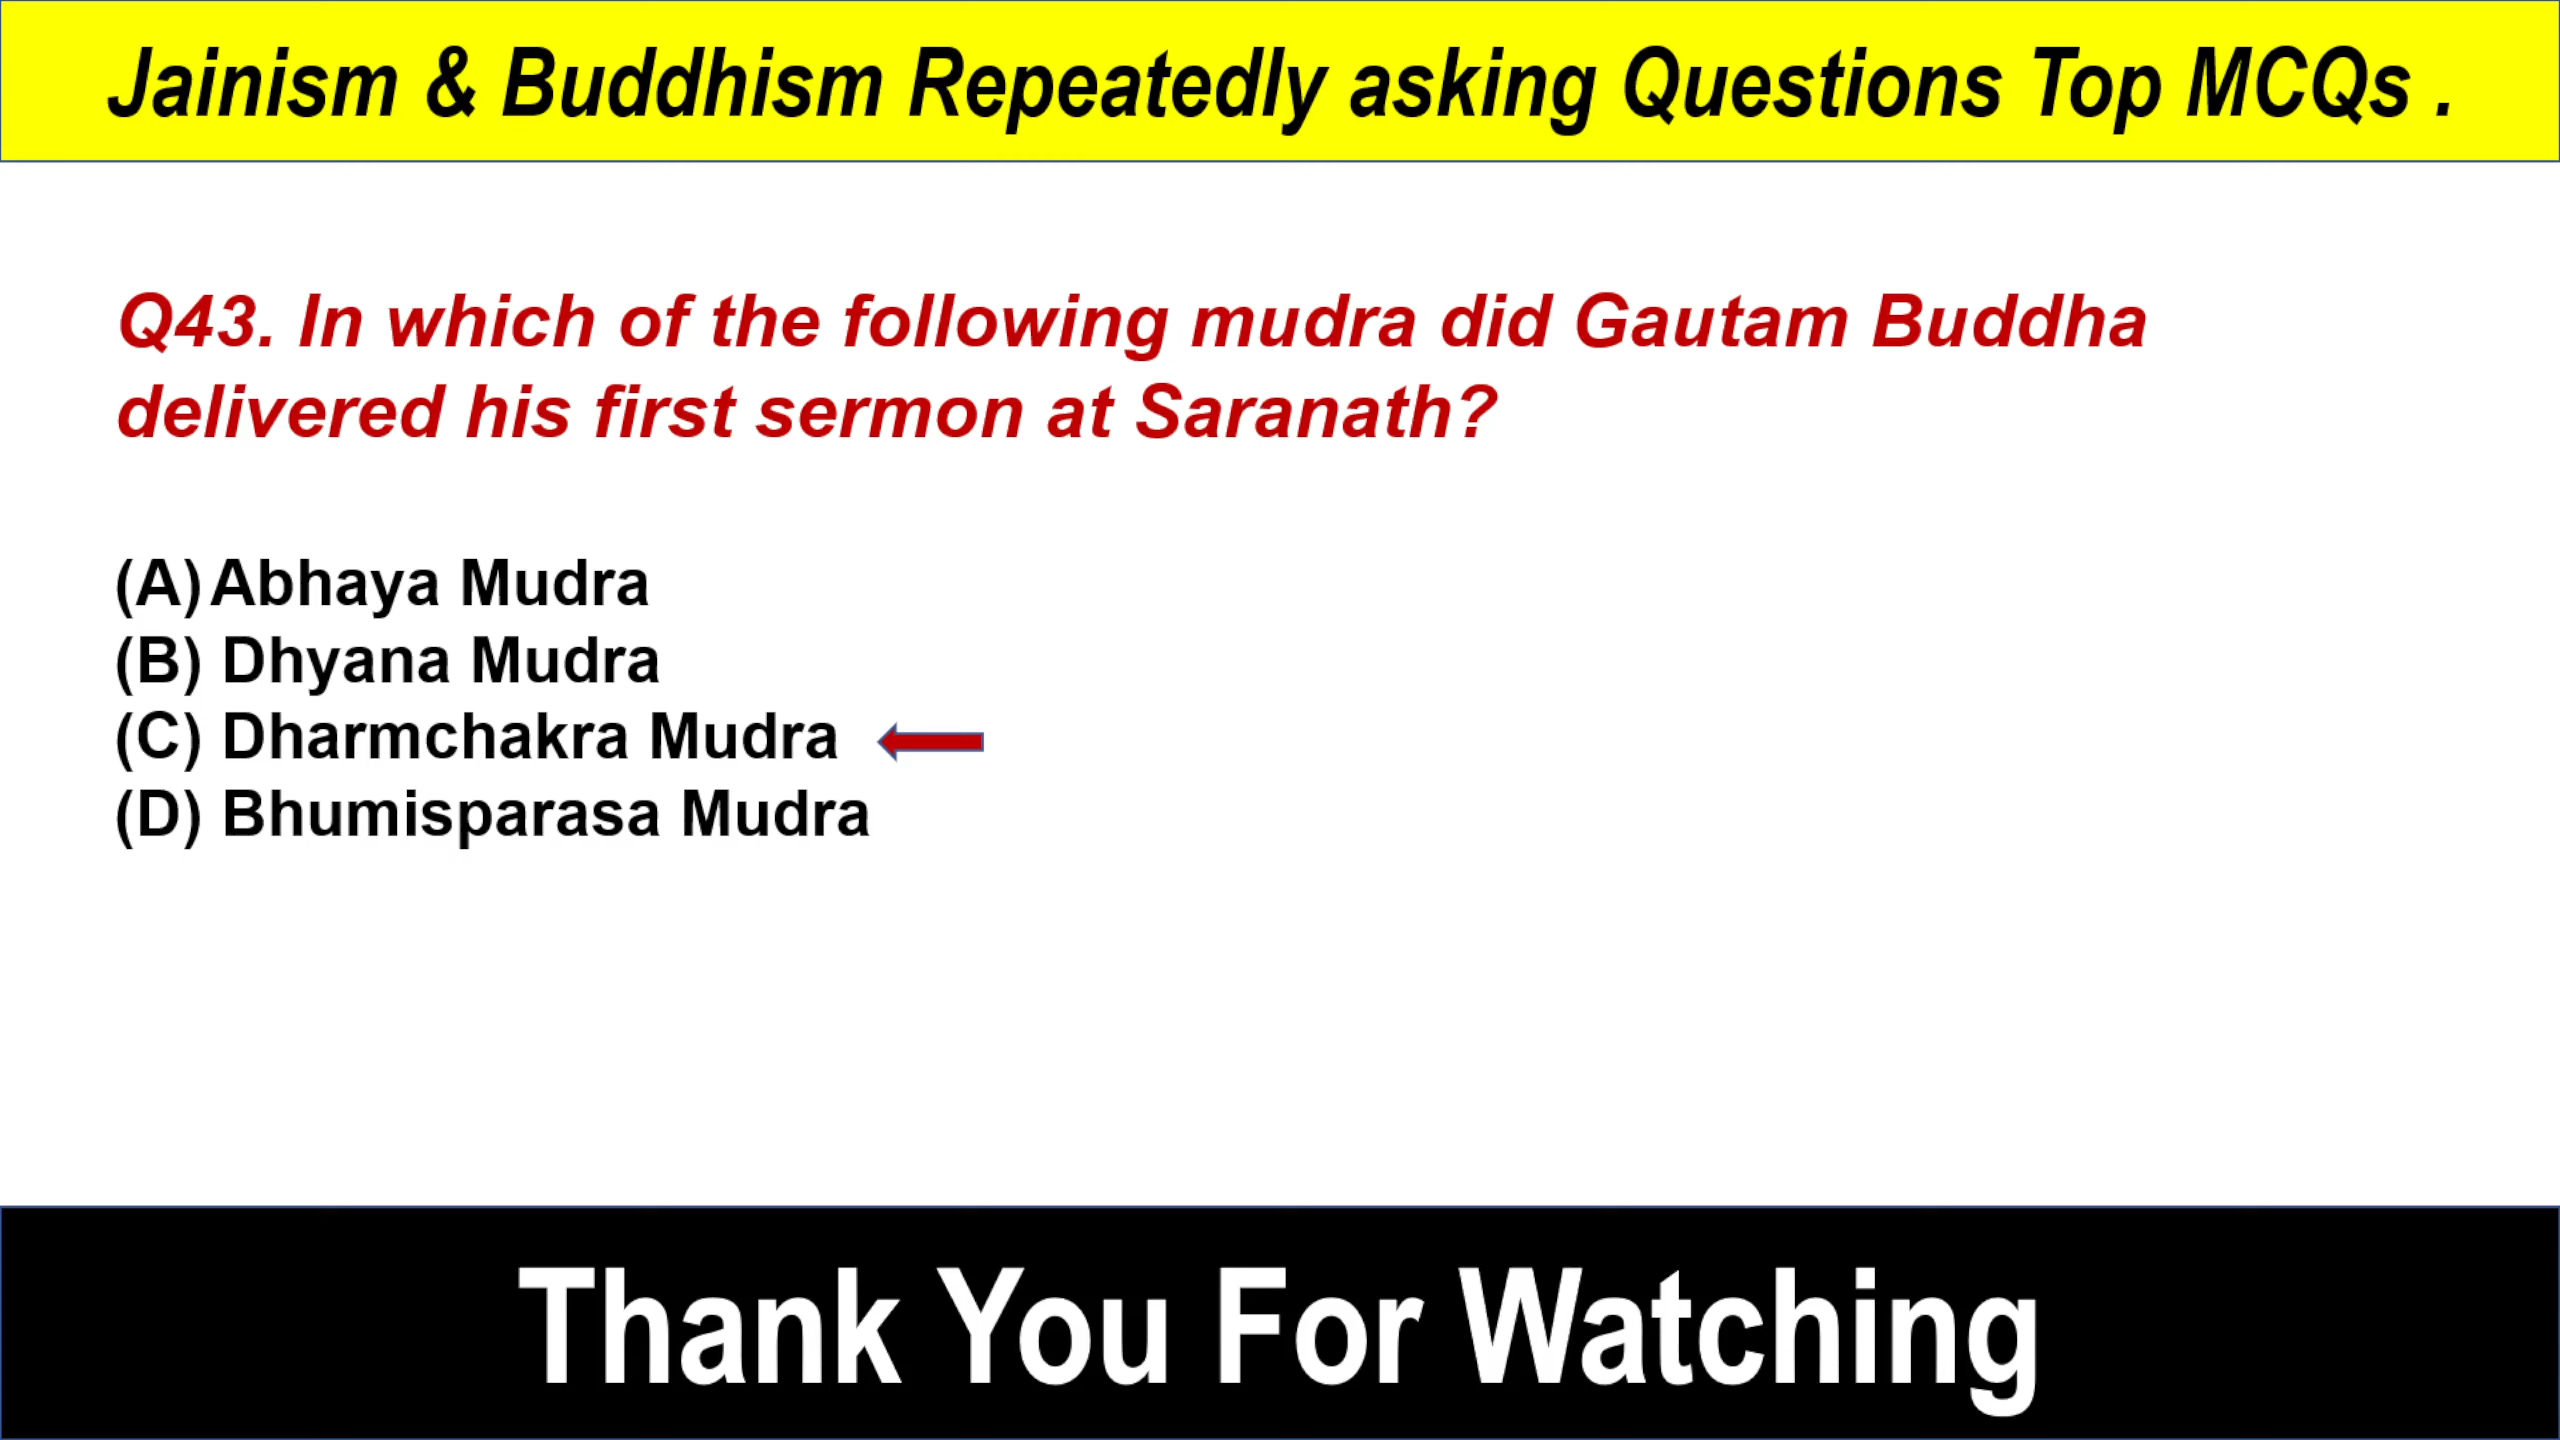 Jainism & Buddhism Repeatedly asking Questions Top MCQs .
Q43. In which of the following mudra did Gautam Buddha
delivered his first sermon at Saranath?
(A) Abhaya Mudra
(B) Dhyana Mudra
(C) Dharmchakra Mudra
(D) Bhumisparasa Mudra
Thank You For Watching